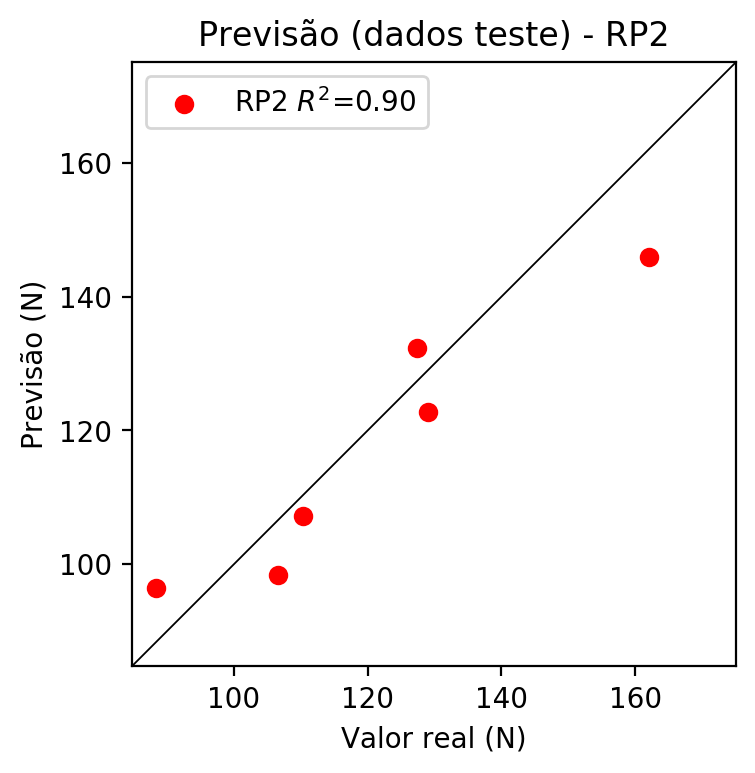 Previsão (dados teste) - RP2
RP2 R²=0.90
160
140
120
100
Previsão (N)
100 120 140 160
Valor real (N)